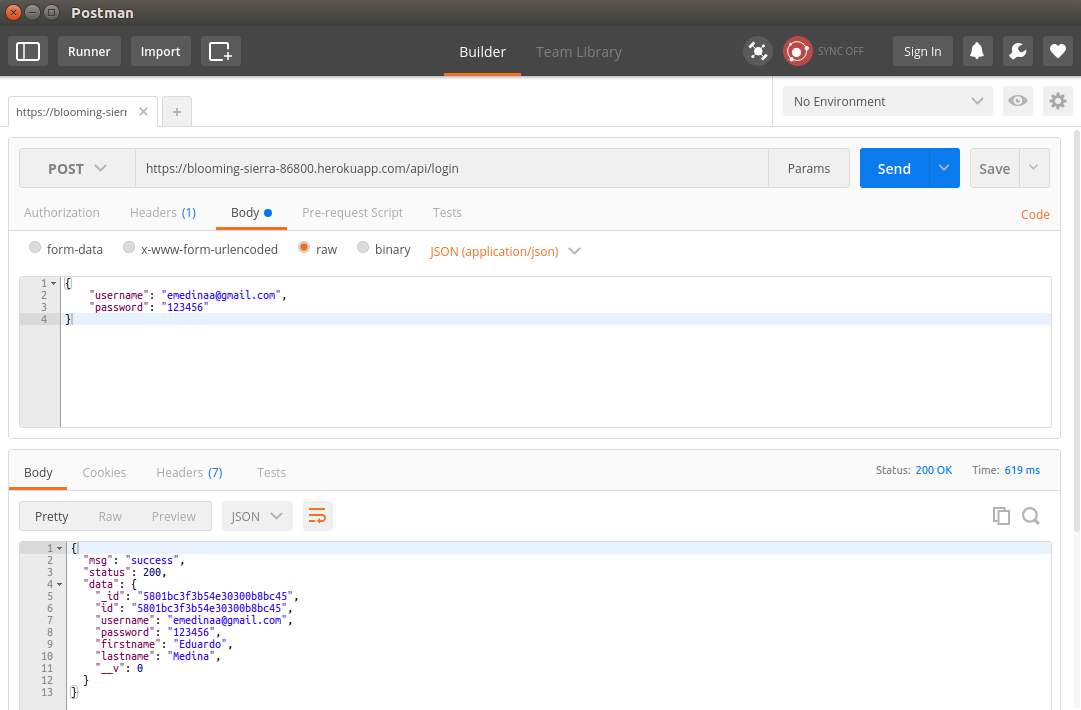 Postman
Runner
Import
Builder
Team Library
SYNC OFF
Sign In
https://blooming-sierr
No Environment
POST
https://blooming-sierra-86800.herokuapp.com/api/login
Params
Send
Save
Authorization
Headers (1)
Body
Pre-request Script
Tests
Code
form-data
x-www-form-urlencoded
raw
binary
JSON (application/json)
1 {
2 "username": "emedinaa@gmail.com",
3 "password": "123456"
4 }
Body
Cookies
Headers (7)
Tests
Status: 200 OK
Time: 619 ms
Pretty
Raw
Preview
JSON
1 {
2 "msg": "success",
3 "status": 200,
4 "data": {
5 "_id": "5801bc3f3b54e30300b8bc45",
6 "id": "5801bc3f3b54e30300b8bc45",
7 "username": "emedinaa@gmail.com",
8 "password": "123456",
9 "firstname": "Eduardo",
10 "lastname": "Medina",
11 "__v": 0
12 }
13 }